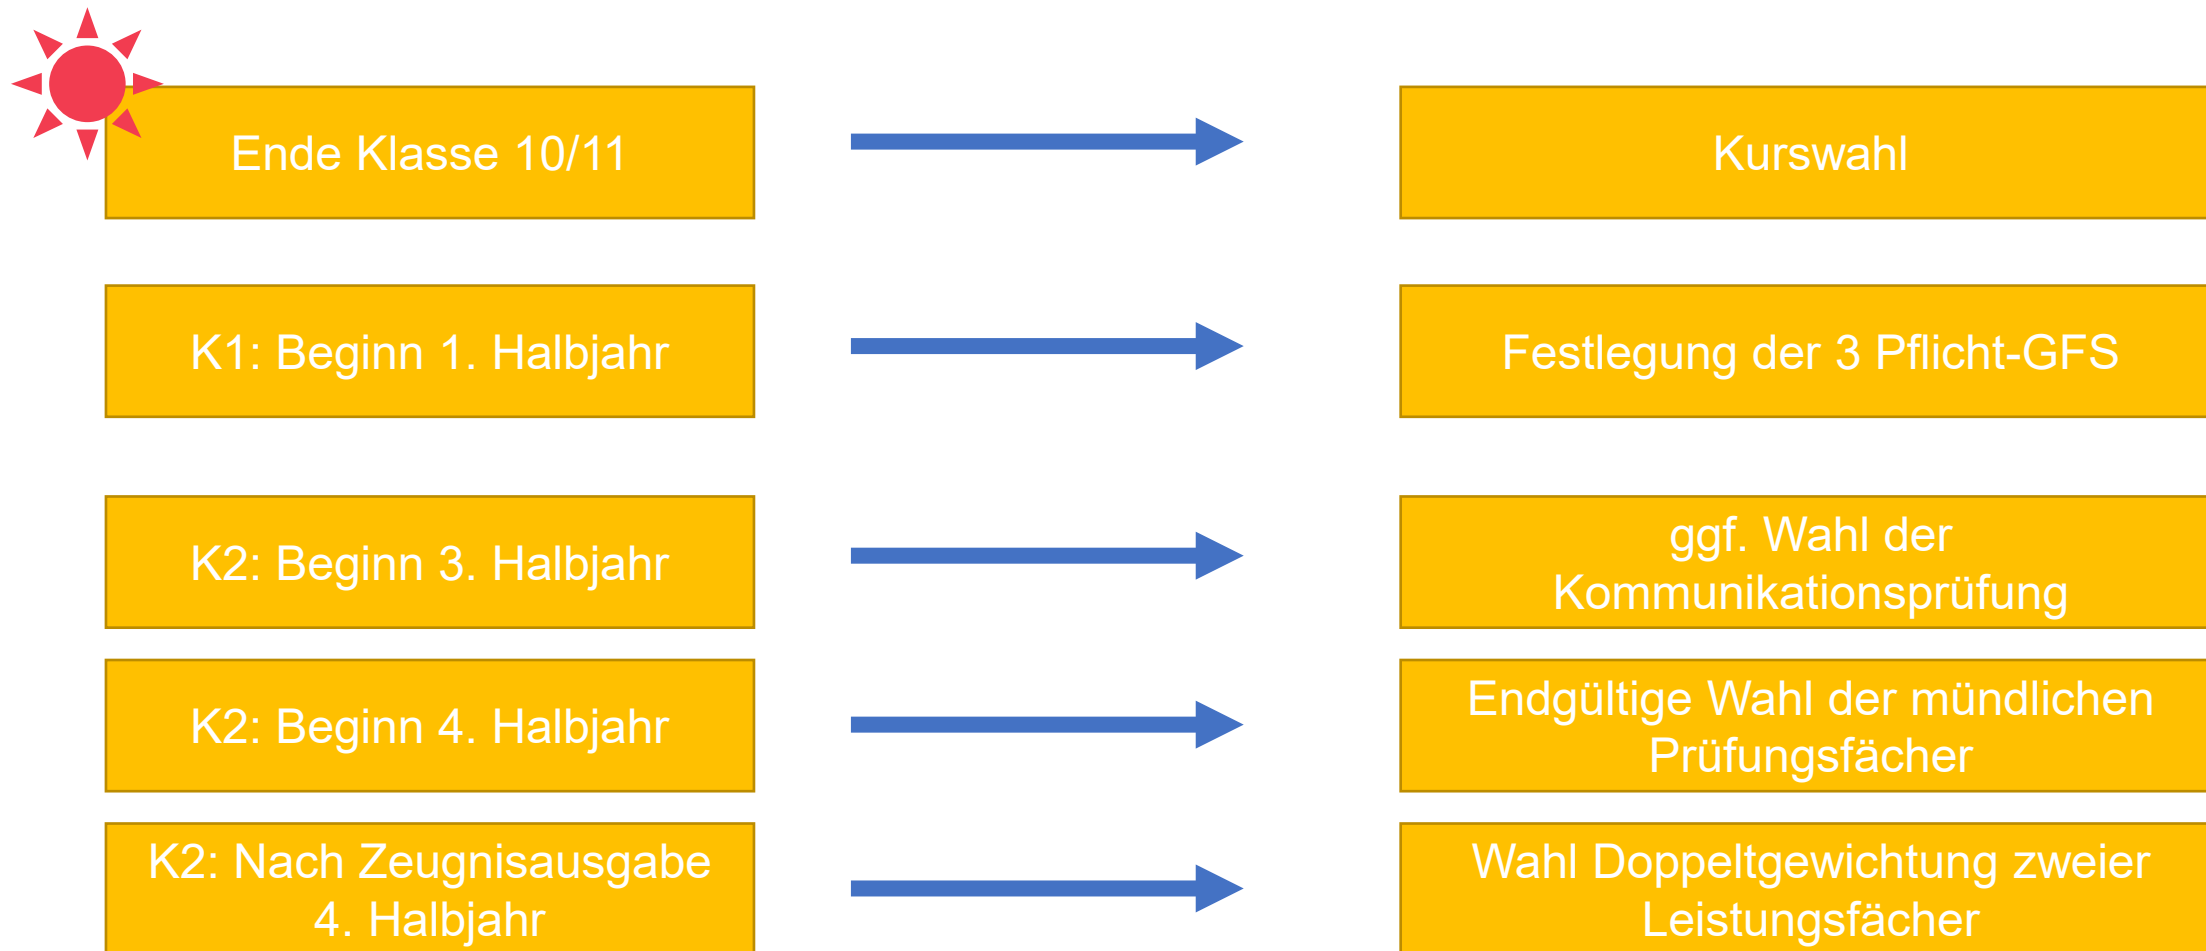 Ende Klasse 10/11
Kurswahl
K1: Beginn 1. Halbjahr
Festlegung der 3 Pflicht-GFS
K2: Beginn 3. Halbjahr
ggf. Wahl der
Kommunikationsprüfung
K2: Beginn 4. Halbjahr
Endgültige Wahl der mündlichen
Prüfungsfächer
K2: Nach Zeugnisausgabe
4. Halbjahr
Wahl Doppeltgewichtung zweier
Leistungsfächer